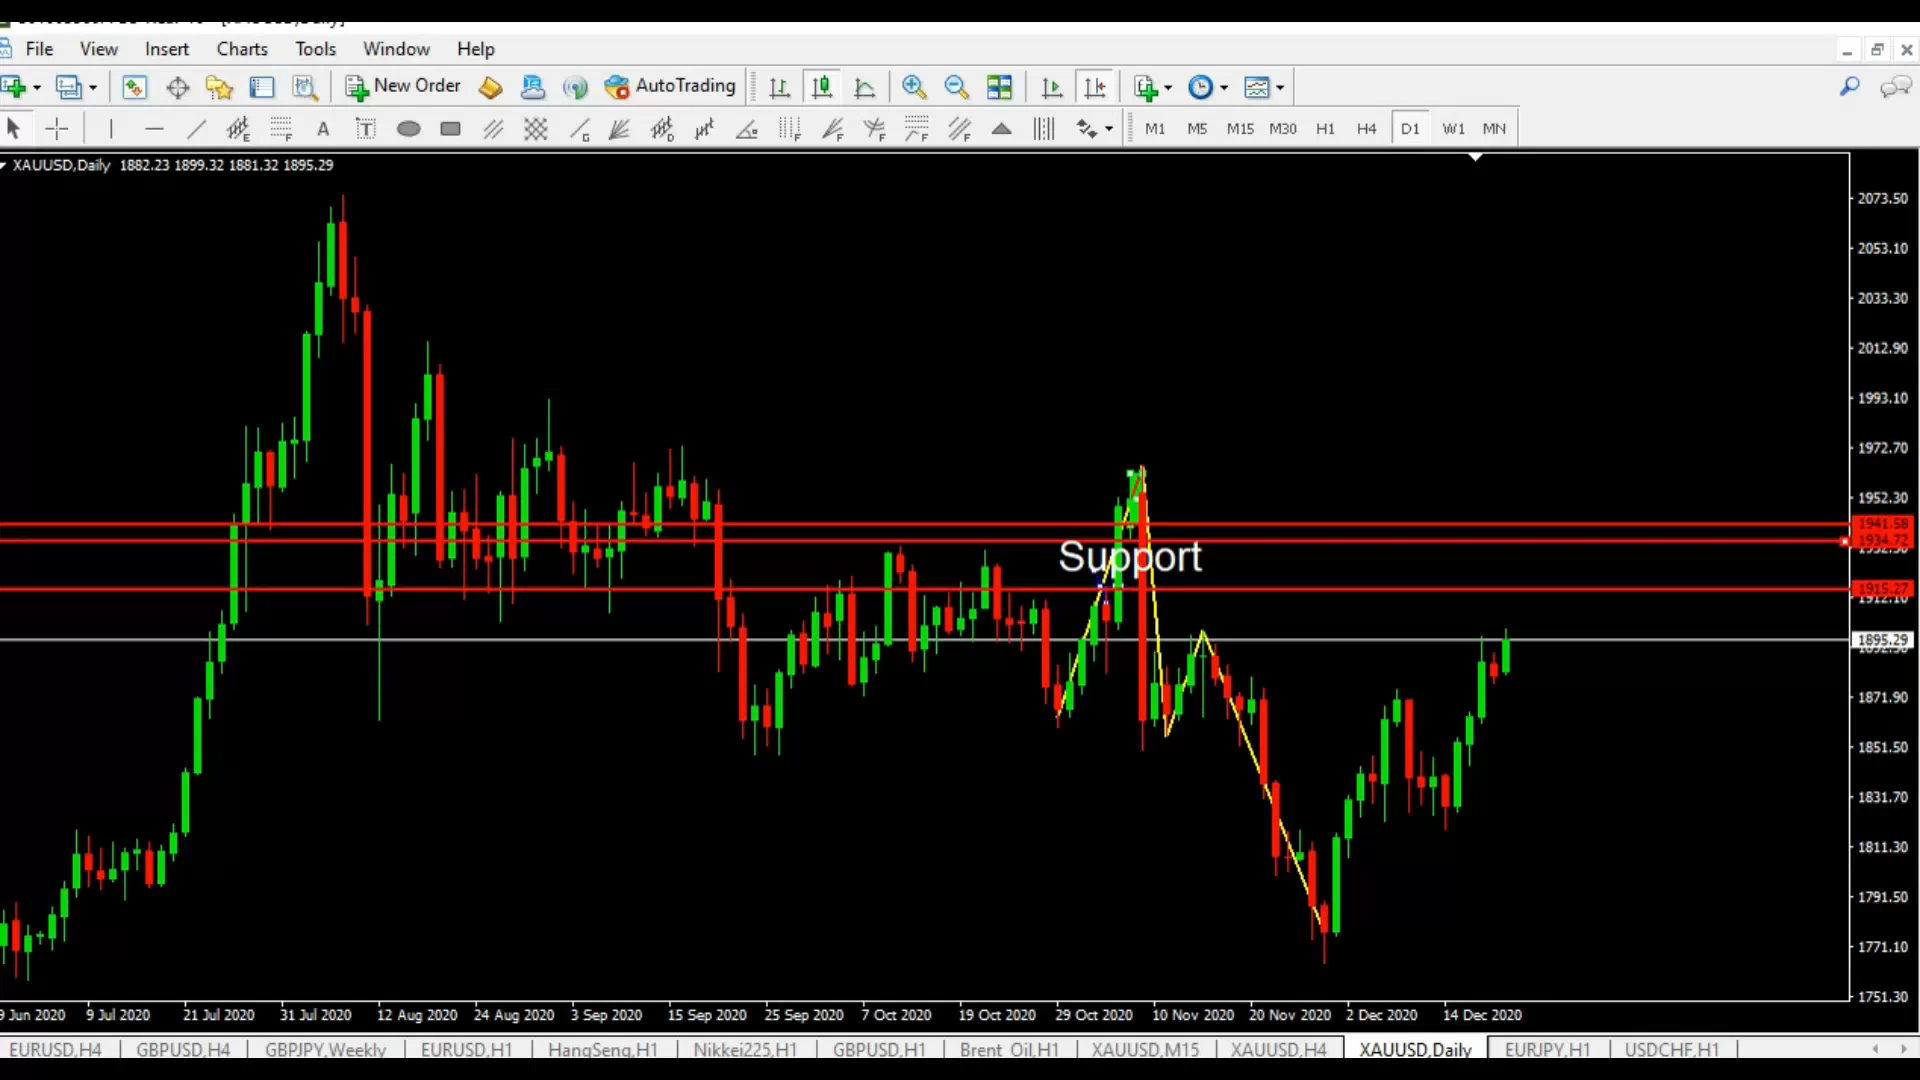 File View Insert Charts Tools Window Help
New Order AutoTrading
A T M1 M5 M15 M30 H1 H4 D1 W1 MN
XAUUSD,Daily 1882.23 1899.32 1881.32 1895.29
2073.50
2053.10
2033.30
2012.90
1993.10
1972.70
1952.30
1941.58
1934.72
Support
1915.27
1912.10
1895.29
1871.90
1851.50
1831.70
1811.30
1791.50
1771.10
1751.30
9 Jun 2020 9 Jul 2020 21 Jul 2020 31 Jul 2020 12 Aug 2020 24 Aug 2020 3 Sep 2020 15 Sep 2020 25 Sep 2020 7 Oct 2020 19 Oct 2020 29 Oct 2020 10 Nov 2020 20 Nov 2020 2 Dec 2020 14 Dec 2020
EURUSD,H4 GBPUSD,H4 GBPJPY,Weekly EURUSD,H1 HangSeng,H1 Nikkei225,H1 GBPUSD,H1 Brent_Oil,H1 XAUUSD,M15 XAUUSD,H4 XAUUSD,Daily EURJPY,H1 USDCHF,H1